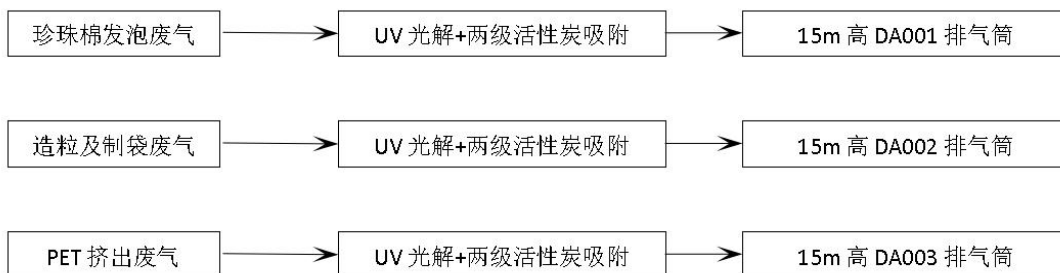 珍珠棉发泡废气 UV 光解+两级活性炭吸附 15m 高 DA001 排气筒
造粒及制袋废气 UV 光解+两级活性炭吸附 15m 高 DA002 排气筒
PET 挤出废气 UV 光解+两级活性炭吸附 15m 高 DA003 排气筒